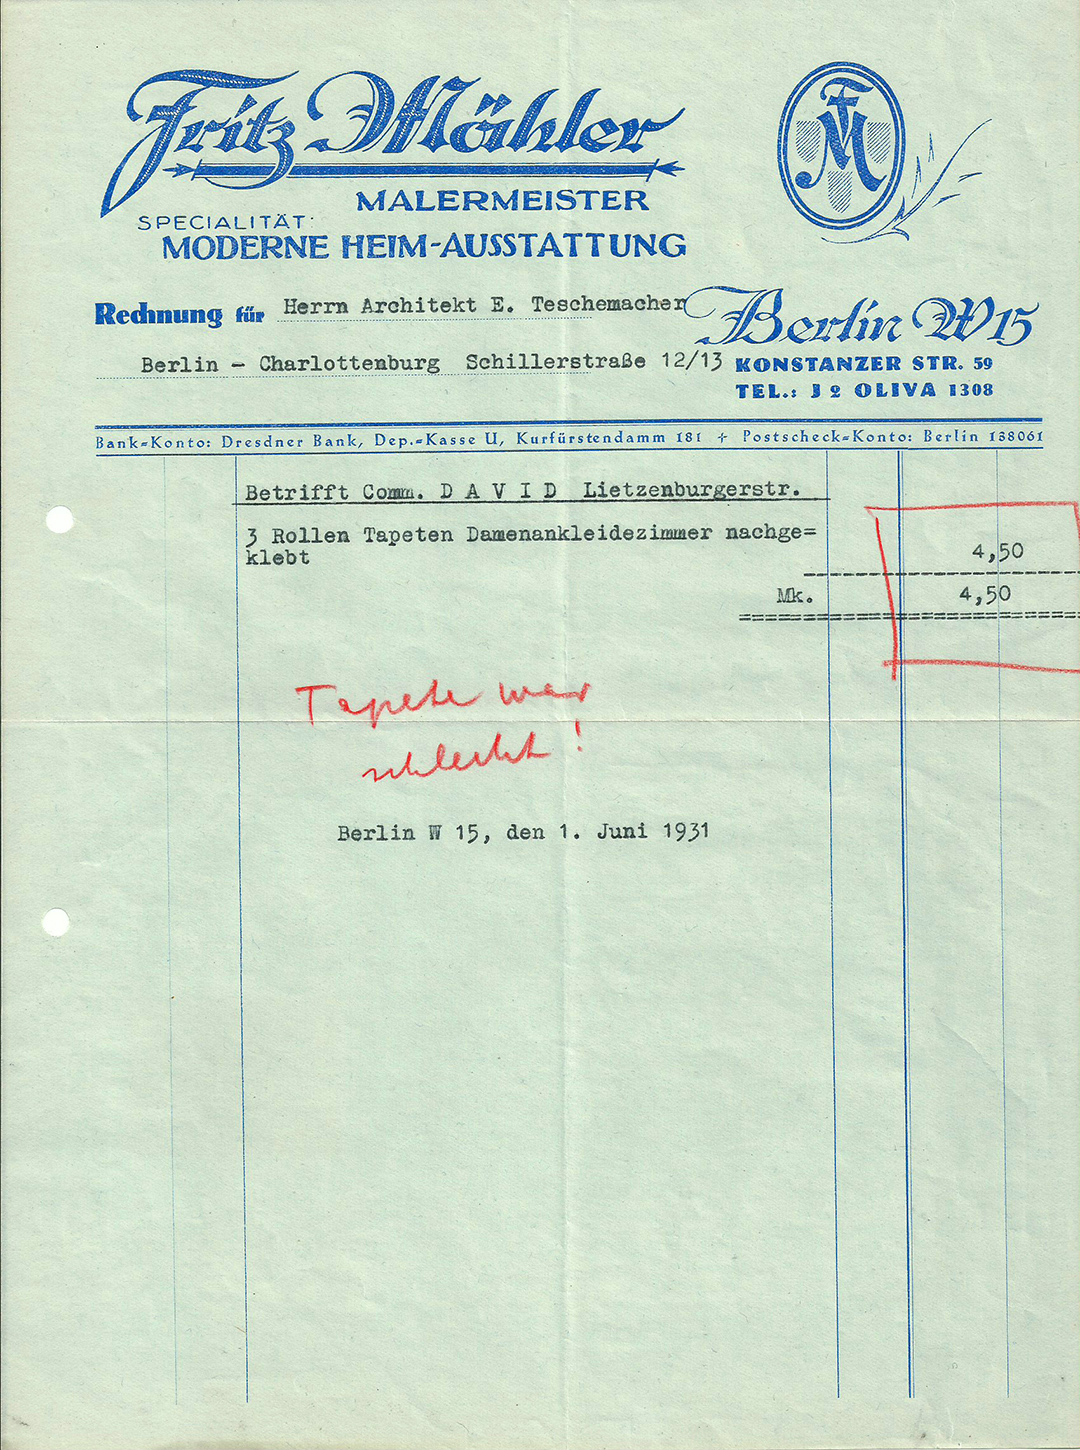 Fritz Mähler
MALERMEISTER
SPECIALITÄT:
MODERNE HEIM-AUSSTATTUNG
FM
Rechnung für Herrn Architekt E. Teschemacher
Berlin - Charlottenburg Schillerstraße 12/13
Berlin W15
KONSTANZER STR. 59
TEL.: J 2 OLIVA 1308
Bank-Konto: Dresdner Bank, Dep.-Kasse U, Kurfürstendamm 181 + Postscheck-Konto: Berlin 138061
Betrifft Comm. D A V I D Lietzenburgerstr.
3 Rollen Tapeten Damenankleidezimmer nachge=
klebt 4,50
Mk. 4,50
Tapete war
schlecht!
Berlin W 15, den 1. Juni 1931